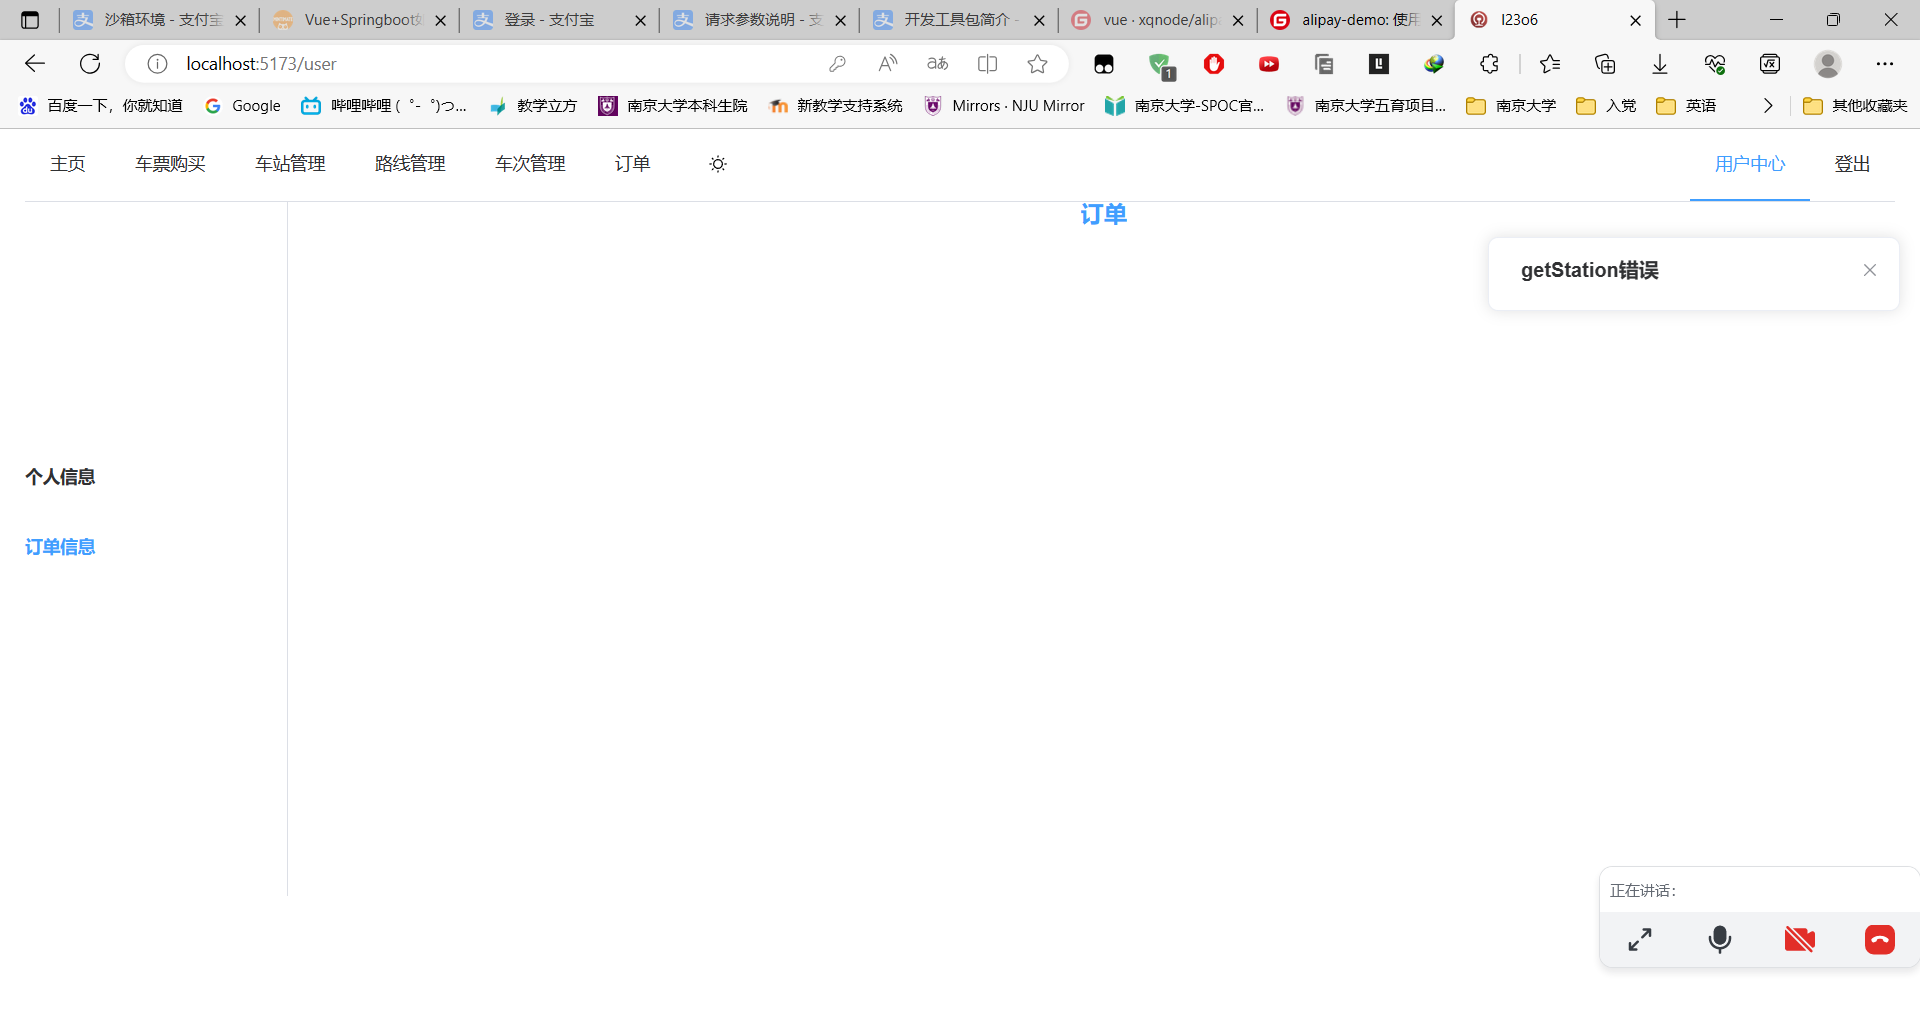 沙箱环境 - 支付宝
Vue+Springboot
登录 - 支付宝
请求参数说明 - 支
开发工具包简介 -
vue · xqnode/alip
alipay-demo: 使用
l23o6
localhost:5173/user
1
百度一下，你就知道
Google
哔哩哔哩 (゜-゜)つ...
教学立方
南京大学本科生院
新教学支持系统
Mirrors · NJU Mirror
南京大学-SPOC官...
南京大学五育项目...
南京大学
入党
英语
其他收藏夹
主页
车票购买
车站管理
路线管理
车次管理
订单
用户中心
登出
订单
getStation错误
个人信息
订单信息
正在讲话：